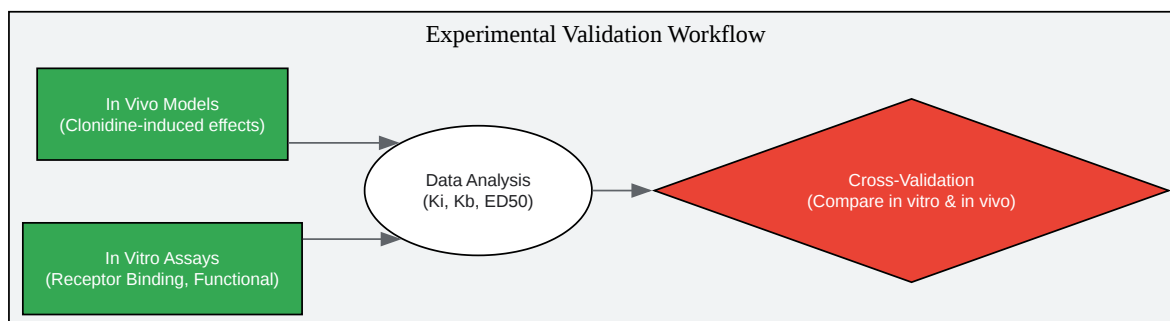 Experimental Validation Workflow
In Vivo Models
(Clonidine-induced effects)
In Vitro Assays
(Receptor Binding, Functional)
Data Analysis
(Ki, Kb, ED50)
Cross-Validation
(Compare in vitro & in vivo)